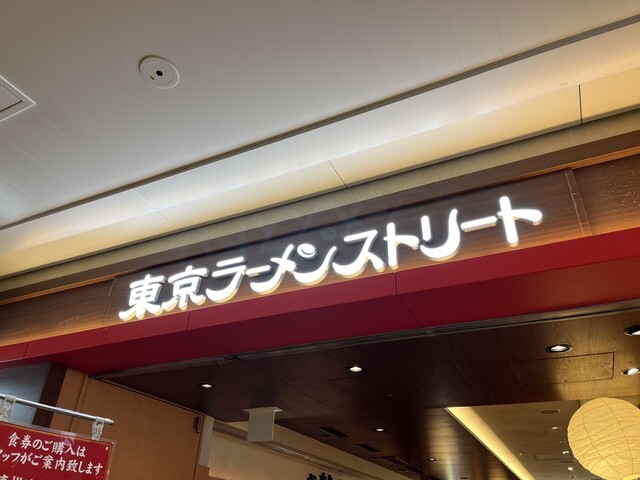 東京ラーメンストリート
食券のご購入は
ッフがご案内致します